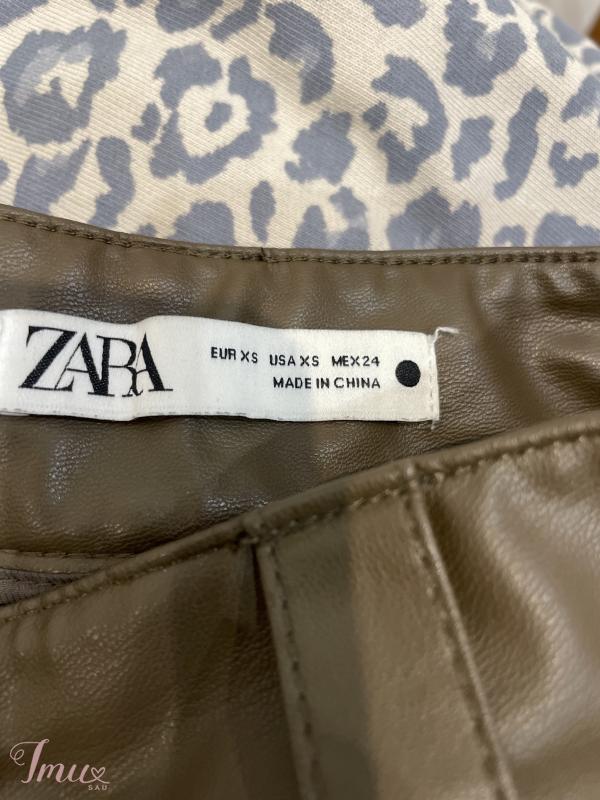 ZARA
EUR XS USA XS MEX 24
MADE IN CHINA
Imu
SAU